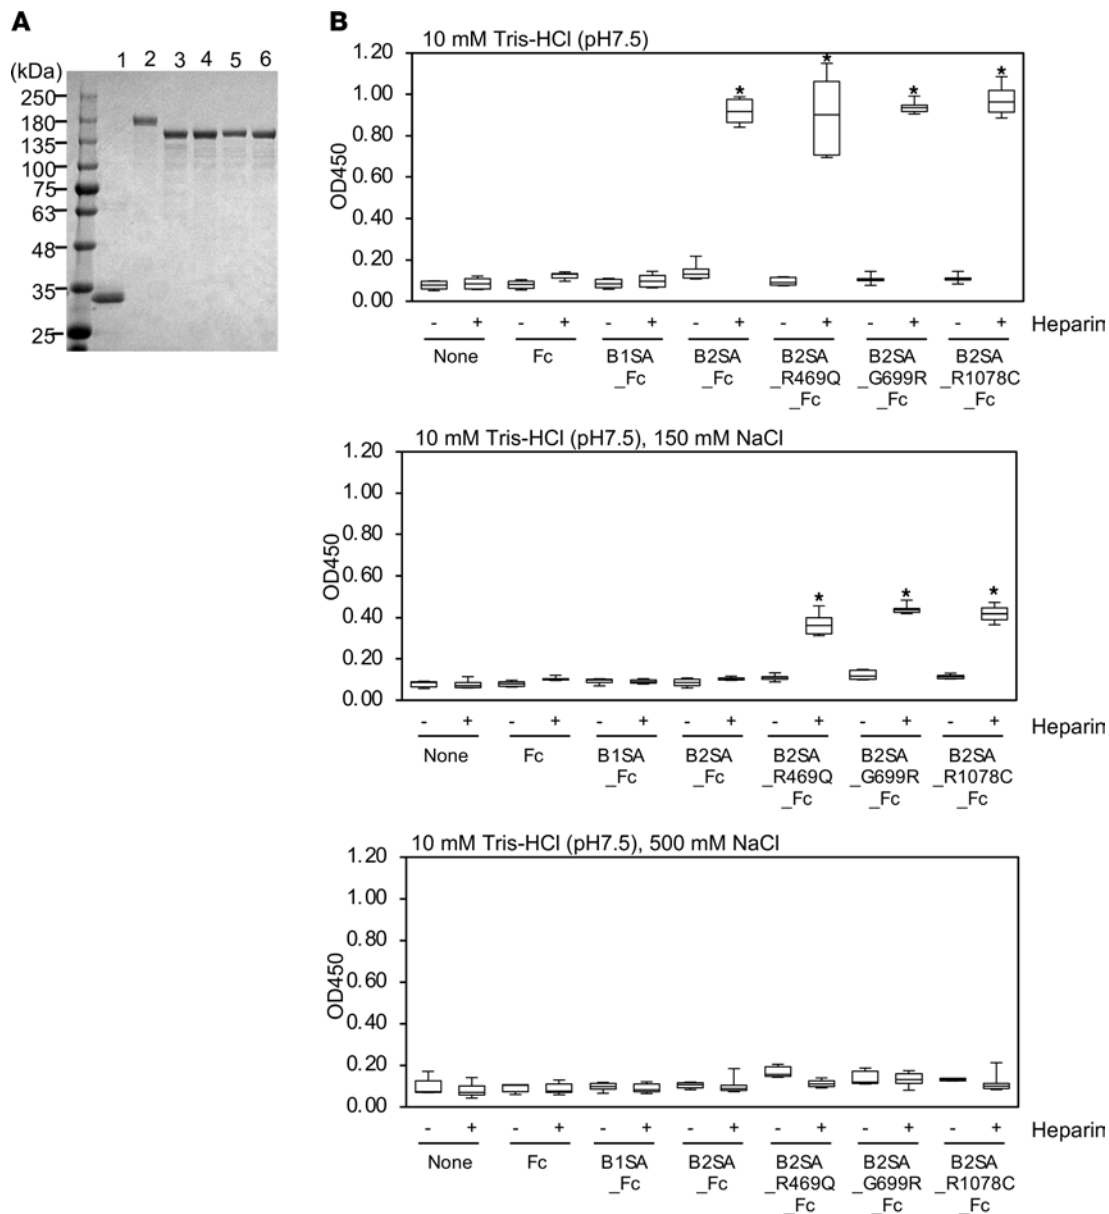 A
(kDa)
1 2 3 4 5 6
250
180
135
100
75
63
48
35
25
B
10 mM Tris-HCl (pH7.5)
OD450
1.20
1.00
0.80
0.60
0.40
0.20
0.00
* * * *
- + - + - + - + - + - + - + Heparin
None Fc B1SA B2SA B2SA B2SA B2SA
_Fc _Fc _R469Q _G699R _R1078C
_Fc _Fc _Fc
10 mM Tris-HCl (pH7.5), 150 mM NaCl
OD450
1.20
1.00
0.80
0.60
0.40
0.20
0.00
* * *
- + - + - + - + - + - + - + Heparin
None Fc B1SA B2SA B2SA B2SA B2SA
_Fc _Fc _R469Q _G699R _R1078C
_Fc _Fc _Fc
10 mM Tris-HCl (pH7.5), 500 mM NaCl
OD450
1.20
1.00
0.80
0.60
0.40
0.20
0.00
- + - + - + - + - + - + - + Heparin
None Fc B1SA B2SA B2SA B2SA B2SA
_Fc _Fc _R469Q _G699R _R1078C
_Fc _Fc _Fc